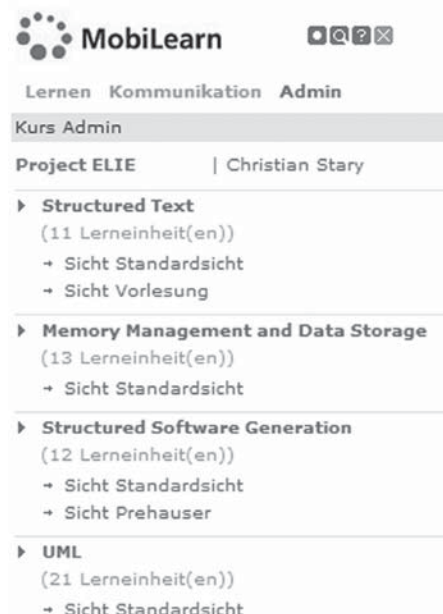 MobiLearn
Lernen Kommunikation Admin
Kurs Admin
Project ELIE | Christian Stary
Structured Text
(11 Lerneinheit(en))
→ Sicht Standardsicht
→ Sicht Vorlesung
Memory Management and Data Storage
(13 Lerneinheit(en))
→ Sicht Standardsicht
Structured Software Generation
(12 Lerneinheit(en))
→ Sicht Standardsicht
→ Sicht Prehauser
UML
(21 Lerneinheit(en))
→ Sicht Standardsicht